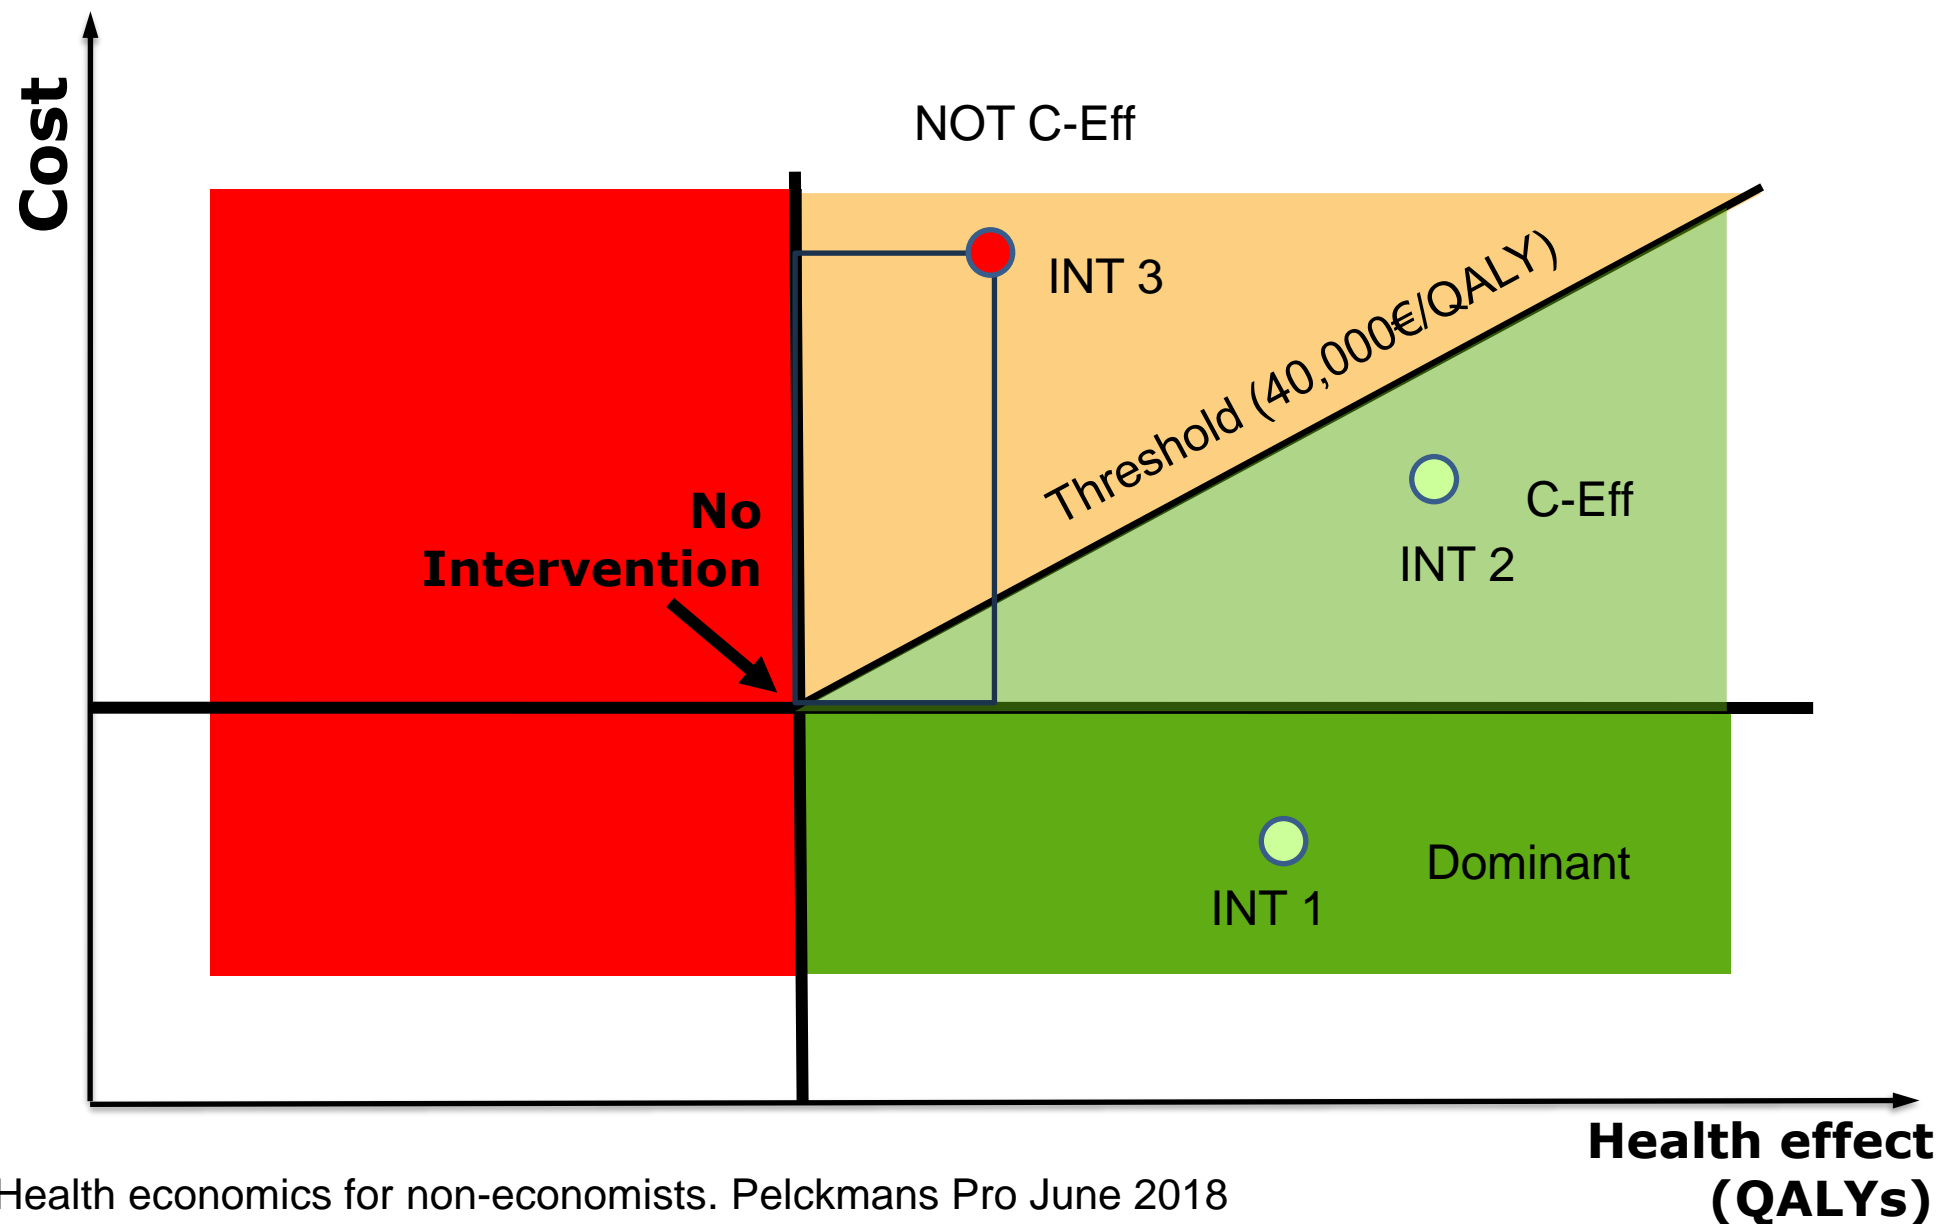 Cost
NOT C-Eff
INT 3
Threshold (40,000€/QALY)
No
Intervention
C-Eff
INT 2
Dominant
INT 1
Health effect
(QALYs)
Health economics for non-economists. Pelckmans Pro June 2018